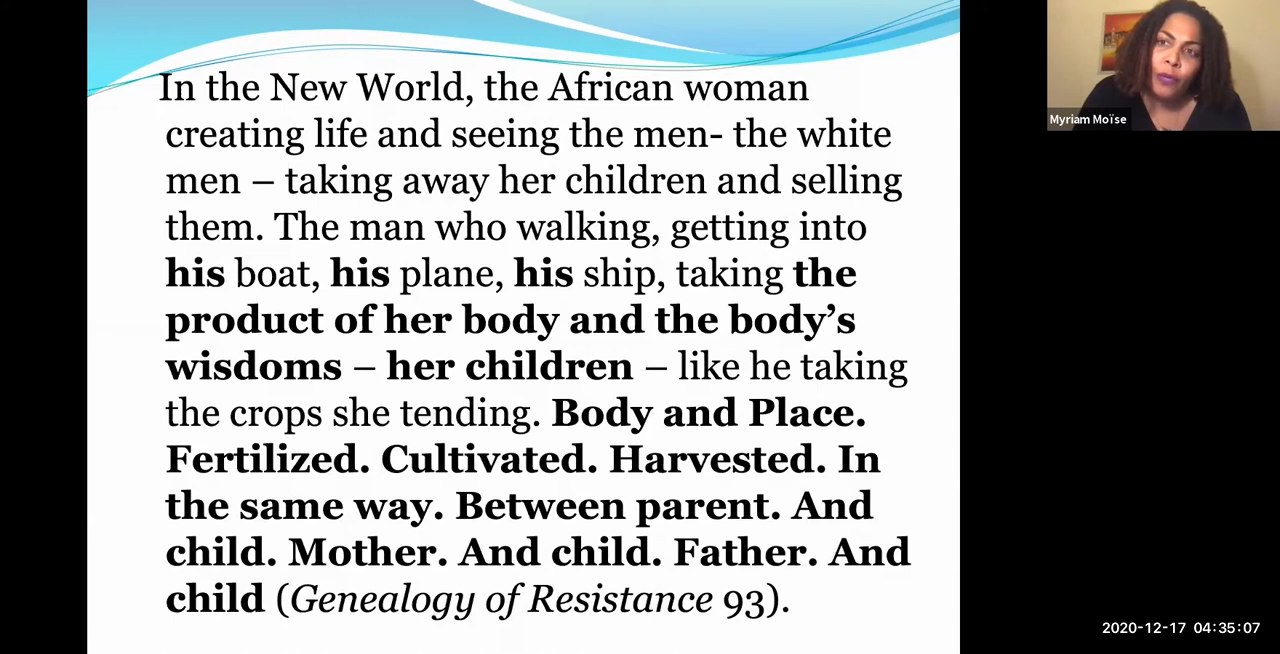 In the New World, the African woman
creating life and seeing the men- the white
men – taking away her children and selling
them. The man who walking, getting into
his boat, his plane, his ship, taking the
product of her body and the body’s
wisdoms – her children – like he taking
the crops she tending. Body and Place.
Fertilized. Cultivated. Harvested. In
the same way. Between parent. And
child. Mother. And child. Father. And
child (Genealogy of Resistance 93).
Myriam Moïse
2020-12-17 04:35:07